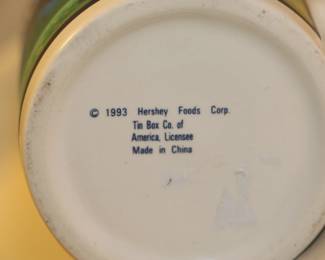 © 1993 Hershey Foods Corp.
Tin Box Co. of
America, Licensee
Made in China